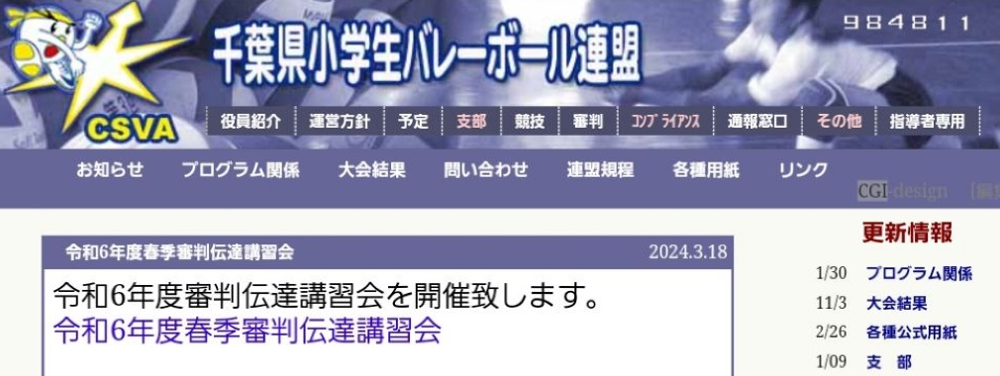 984811
千葉県小学生バレーボール連盟
CSVA
役員紹介 運営方針 予定 支部 競技 審判 コンプライアンス 通報窓口 その他 指導者専用
お知らせ プログラム関係 大会結果 問い合わせ 連盟規程 各種用紙 リンク
CGI-design
更新情報
令和6年度春季審判伝達講習会 2024.3.18
令和6年度審判伝達講習会を開催致します。
令和6年度春季審判伝達講習会
1/30 プログラム関係
11/3 大会結果
2/26 各種公式用紙
1/09 支 部